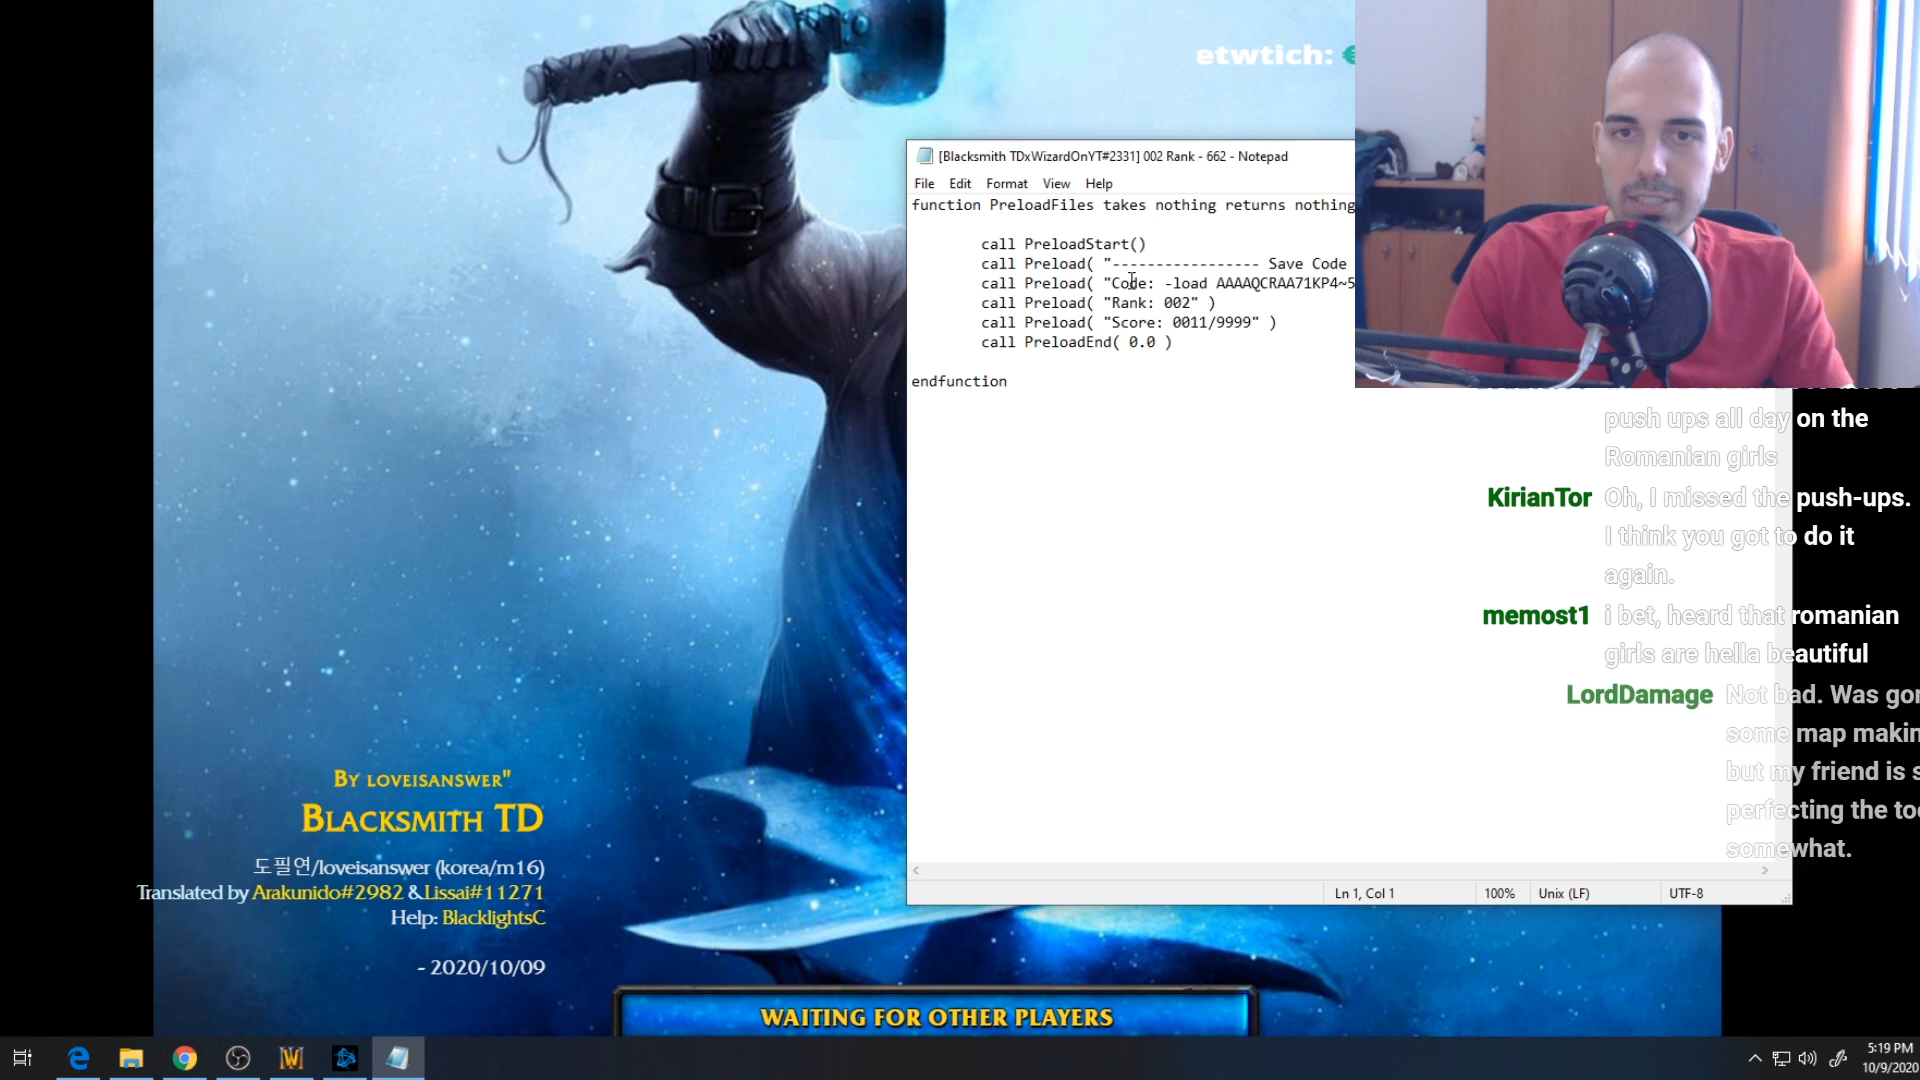 etwtich: €
[Blacksmith TDxWizardOnYT#2331] 002 Rank - 662 - Notepad
File Edit Format View Help
function PreloadFiles takes nothing returns nothing
call PreloadStart()
call Preload( "----------------- Save Code
call Preload( "Code: -load AAAAQCRAA71KP4~5
call Preload( "Rank: 002" )
call Preload( "Score: 0011/9999" )
call PreloadEnd( 0.0 )
endfunction
push ups all day on the
Romanian girls
KirianTor Oh, I missed the push-ups.
I think you got to do it
again.
memost1 i bet, heard that romanian
girls are hella beautiful
LordDamage Not bad. Was gon
some map makin
but my friend is s
perfecting the too
somewhat.
By loveisanswer"
Blacksmith TD
도필연/loveisanswer (korea/m16)
Translated by Arakunido#2982 &Lissai#11271
Help: BlacklightsC
- 2020/10/09
Ln 1, Col 1 100% Unix (LF) UTF-8
WAITING FOR OTHER PLAYERS
5:19 PM
10/9/2020